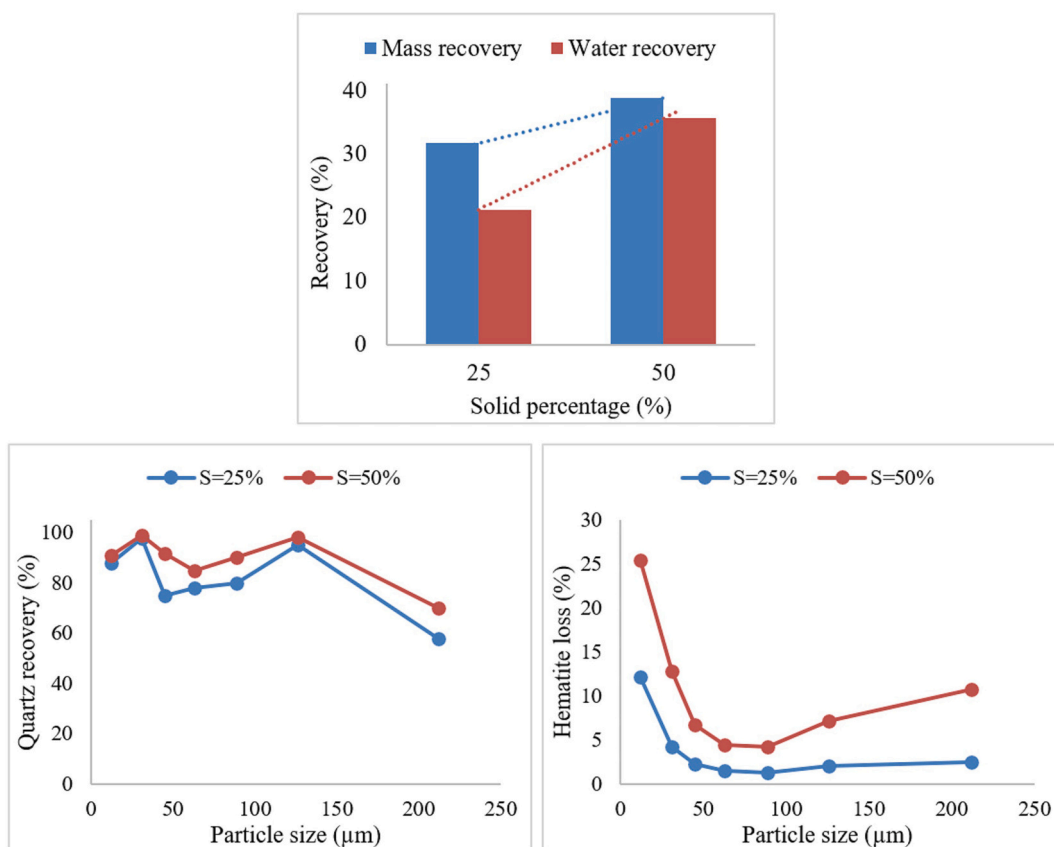 Mass recovery Water recovery
40
30
20
10
0
Recovery (%)
25 50
Solid percentage (%)
S=25% S=50%
100
80
60
40
20
0
Quartz recovery (%)
0 50 100 150 200 250
Particle size (µm)
S=25% S=50%
30
25
20
15
10
5
0
Hematite loss (%)
0 50 100 150 200 250
Particle size (µm)